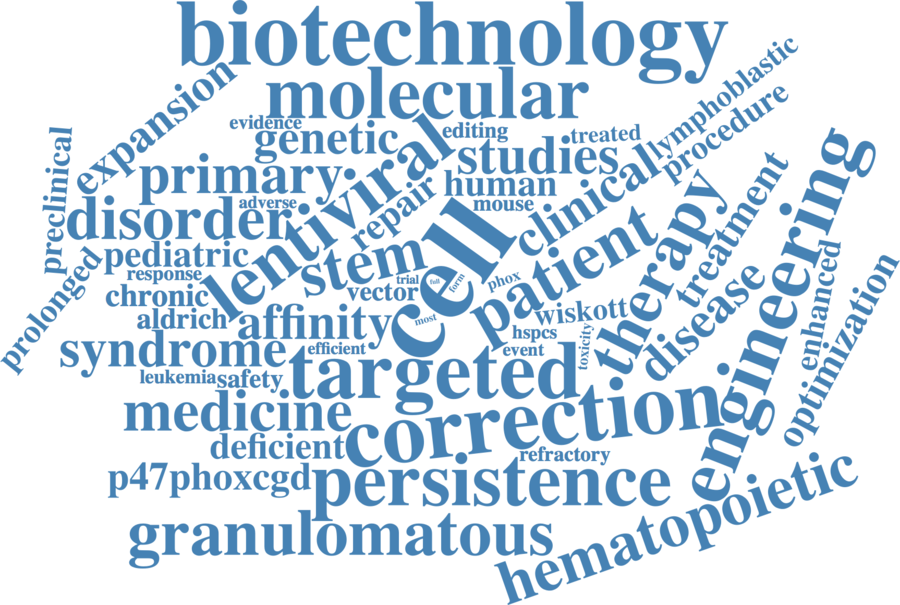 biotechnology
molecular
lymphoblastic
expansion
evidence
genetic
editing
treated
procedure
preclinical
primary
lentiviral
studies
human
clinical
repair
adverse
mouse
disorder
pediatric
stem
cell
patient
therapy
treatment
engineering
response
prolonged
chronic
vector
trial
full
form
phox
most
wiskott
aldrich
affinity
hspcs
event
toxicity
disease
enhanced
optimization
syndrome
efficient
leukemia
safety
targeted
medicine
correction
deficient
refractory
p47phoxcgd
persistence
granulomatous
hematopoietic